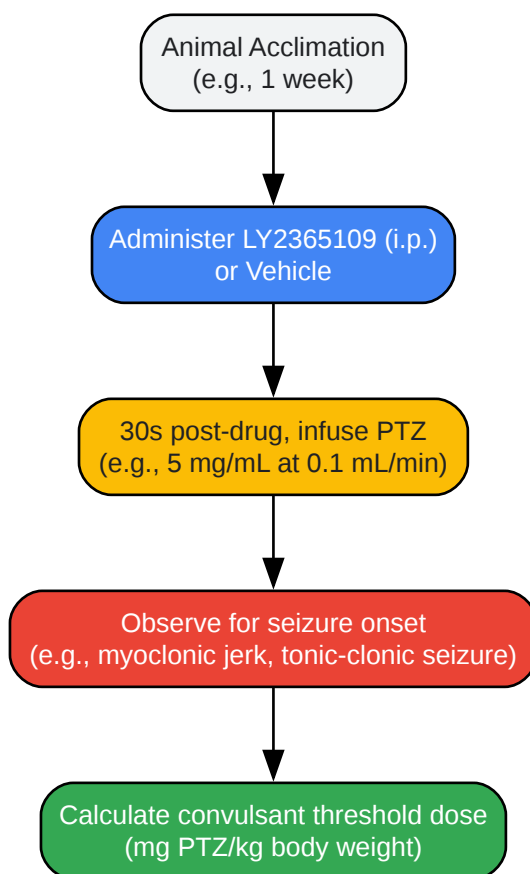 Animal Acclimation
(e.g., 1 week)
Administer LY2365109 (i.p.)
or Vehicle
30s post-drug, infuse PTZ
(e.g., 5 mg/mL at 0.1 mL/min)
Observe for seizure onset
(e.g., myoclonic jerk, tonic-clonic seizure)
Calculate convulsant threshold dose
(mg PTZ/kg body weight)